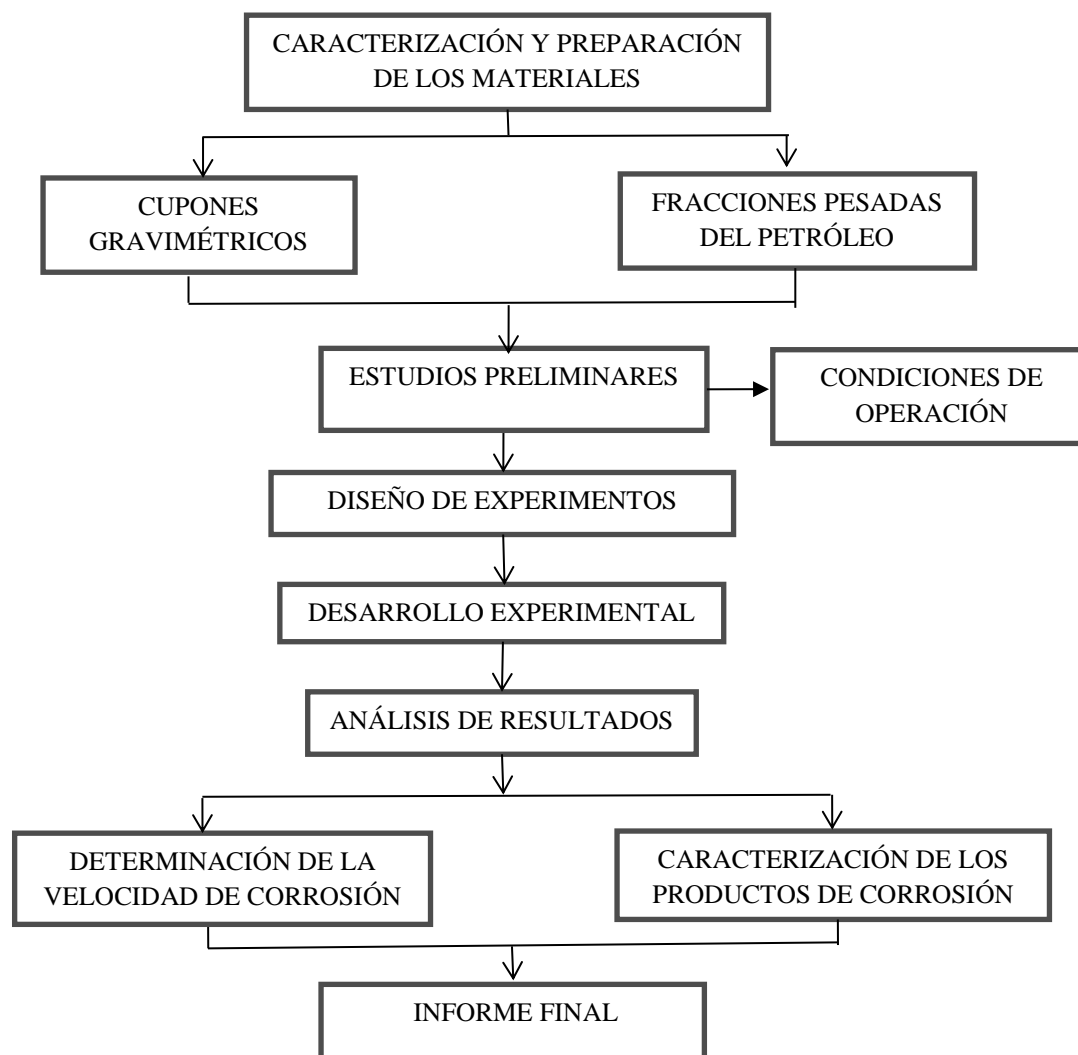 CARACTERIZACIÓN Y PREPARACIÓN
DE LOS MATERIALES
CUPONES
GRAVIMÉTRICOS
FRACCIONES PESADAS
DEL PETRÓLEO
ESTUDIOS PRELIMINARES
CONDICIONES DE
OPERACIÓN
DISEÑO DE EXPERIMENTOS
DESARROLLO EXPERIMENTAL
ANÁLISIS DE RESULTADOS
DETERMINACIÓN DE LA
VELOCIDAD DE CORROSIÓN
CARACTERIZACIÓN DE LOS
PRODUCTOS DE CORROSIÓN
INFORME FINAL